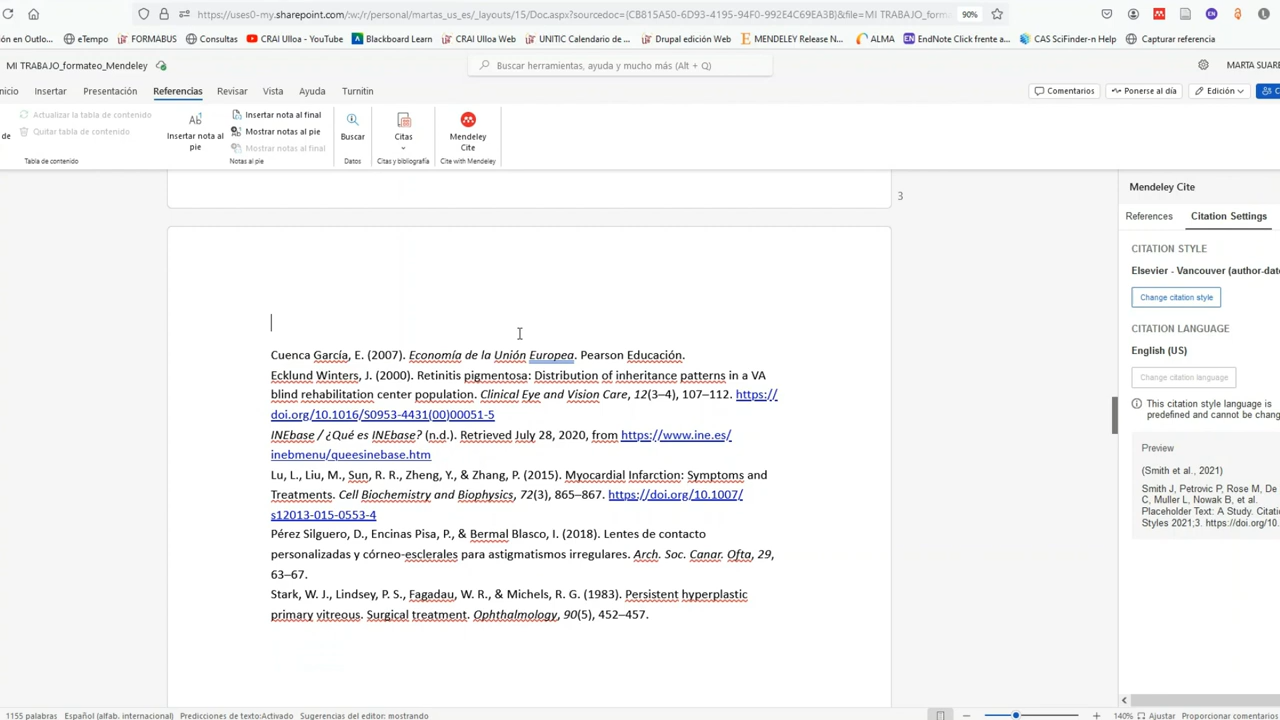 https://uses0-my.sharepoint.com/:w:/r/personal/martas_us_es/_layouts/15/Doc.aspx?sourcedoc={CB815A50-6D93-4195-94F0-992E4C69EA3B}&file=MI TRABAJO_form
90%
ón en Outlo...
eTempo
FORMABUS
Consultas
CRAI Ulloa - YouTube
Blackboard Learn
CRAI Ulloa Web
UNITIC Calendario de ...
Drupal edición Web
MENDELEY Release N...
ALMA
EndNote Click frente a...
CAS SciFinder-n Help
Capturar referencia
MI TRABAJO_formateo_Mendeley
Buscar herramientas, ayuda y mucho más (Alt + Q)
MARTA SUARE
nicio
Insertar
Presentación
Referencias
Revisar
Vista
Ayuda
Turnitin
Comentarios
Ponerse al día
Edición
Actualizar la tabla de contenido
Quitar tabla de contenido
de
Tabla de contenido
AB
Insertar nota al pie
Insertar nota al final
Mostrar notas al pie
Mostrar notas al final
Notas al pie
Buscar
Datos
Citas
Citas y bibliografía
Mendeley Cite
Cite with Mendeley
3
Cuenca García, E. (2007). Economía de la Unión Europea. Pearson Educación.
Ecklund Winters, J. (2000). Retinitis pigmentosa: Distribution of inheritance patterns in a VA
blind rehabilitation center population. Clinical Eye and Vision Care, 12(3–4), 107–112. https://
doi.org/10.1016/S0953-4431(00)00051-5
INEbase / ¿Qué es INEbase? (n.d.). Retrieved July 28, 2020, from https://www.ine.es/
inebmenu/queesinebase.htm
Lu, L., Liu, M., Sun, R. R., Zheng, Y., & Zhang, P. (2015). Myocardial Infarction: Symptoms and
Treatments. Cell Biochemistry and Biophysics, 72(3), 865–867. https://doi.org/10.1007/
s12013-015-0553-4
Pérez Silguero, D., Encinas Pisa, P., & Bermal Blasco, I. (2018). Lentes de contacto
personalizadas y córneo-esclerales para astigmatismos irregulares. Arch. Soc. Canar. Ofta, 29,
63–67.
Stark, W. J., Lindsey, P. S., Fagadau, W. R., & Michels, R. G. (1983). Persistent hyperplastic
primary vitreous. Surgical treatment. Ophthalmology, 90(5), 452–457.
Mendeley Cite
References
Citation Settings
CITATION STYLE
Elsevier - Vancouver (author-date
Change citation style
CITATION LANGUAGE
English (US)
Change citation language
This citation style language is
predefined and cannot be chang
Preview
(Smith et al., 2021)
Smith J, Petrovic P, Rose M, De
C, Muller L, Nowak B, et al.
Placeholder Text: A Study. Citatio
Styles 2021;3. https://doi.org/10.
1155 palabras
Español (alfab. internacional)
Predicciones de texto:Activado
Sugerencias del editor: mostrando
140%
Ajustar
Proporcionar comentarios